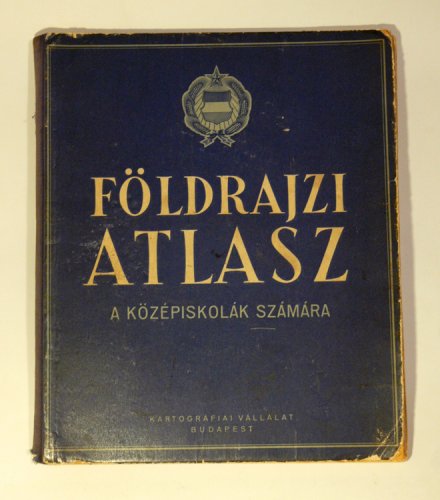 FÖLDRAJZI
ATLASZ
A KÖZÉPISKOLÁK SZÁMÁRA
KARTOGRÁFIAI VÁLLALAT
BUDAPEST